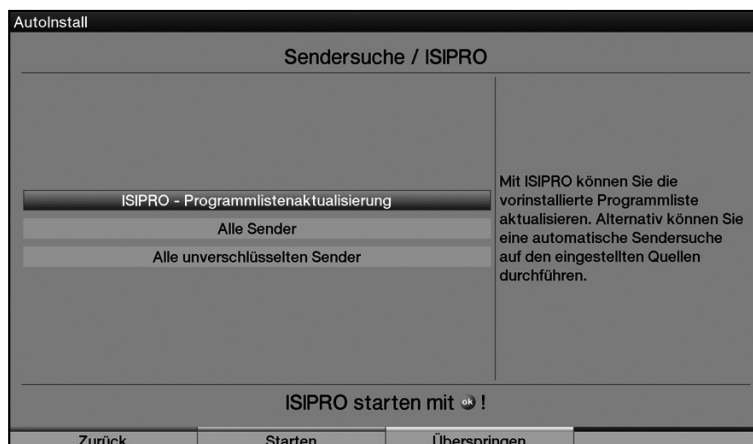 AutoInstall
Sendersuche / ISIPRO
ISIPRO - Programmlistenaktualisierung
Alle Sender
Alle unverschlüsselten Sender
Mit ISIPRO können Sie die
vorinstallierte Programmliste
aktualisieren. Alternativ können Sie
eine automatische Sendersuche
auf den eingestellten Quellen
durchführen.
ISIPRO starten mit ok !
Zurück Starten Überspringen